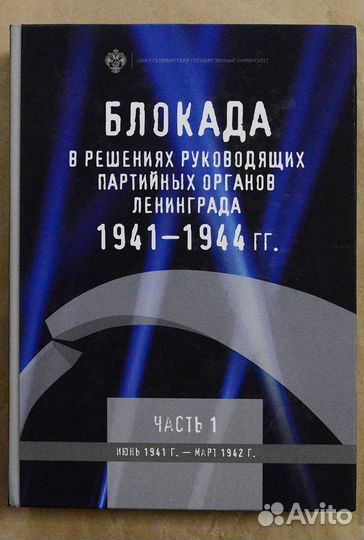 САНКТ-ПЕТЕРБУРГСКИЙ ГОСУДАРСТВЕННЫЙ УНИВЕРСИТЕТ
БЛОКАДА
В РЕШЕНИЯХ РУКОВОДЯЩИХ
ПАРТИЙНЫХ ОРГАНОВ
ЛЕНИНГРАДА
1941—1944 ГГ.
ЧАСТЬ 1
ИЮНЬ 1941 Г. — МАРТ 1942 Г.
Avito